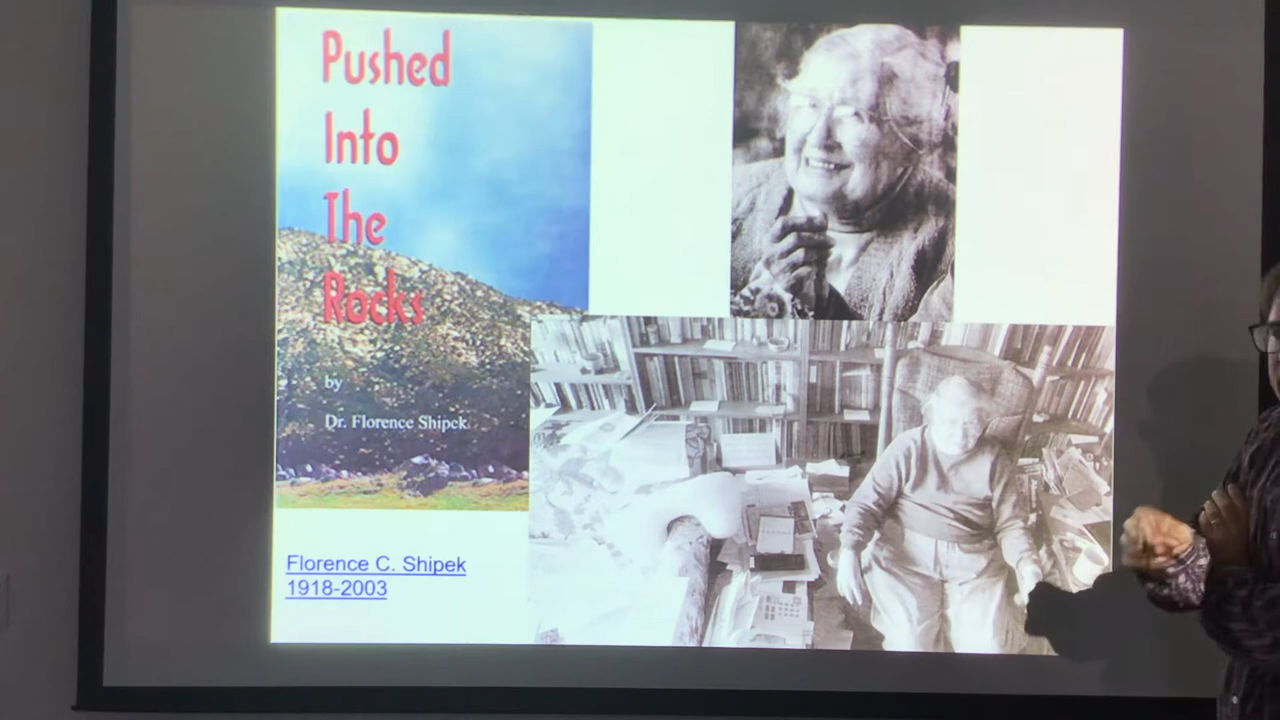 Pushed
Into
The
Rocks
by
Dr. Florence Shipek
Florence C. Shipek
1918-2003